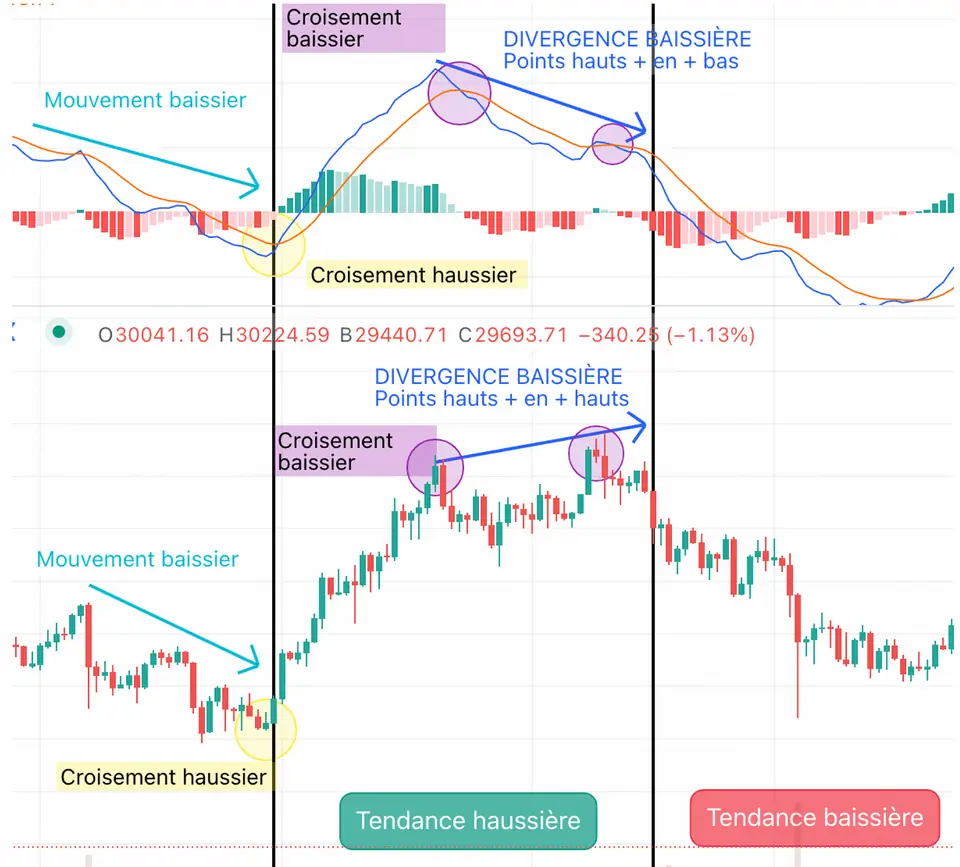 Croisement
baissier
DIVERGENCE BAISSIÈRE
Points hauts + en + bas
Mouvement baissier
Croisement haussier
O30041.16 H30224.59 B29440.71 C29693.71 −340.25 (−1.13%)
DIVERGENCE BAISSIÈRE
Points hauts + en + hauts
Croisement
baissier
Mouvement baissier
Croisement haussier
Tendance haussière
Tendance baissière